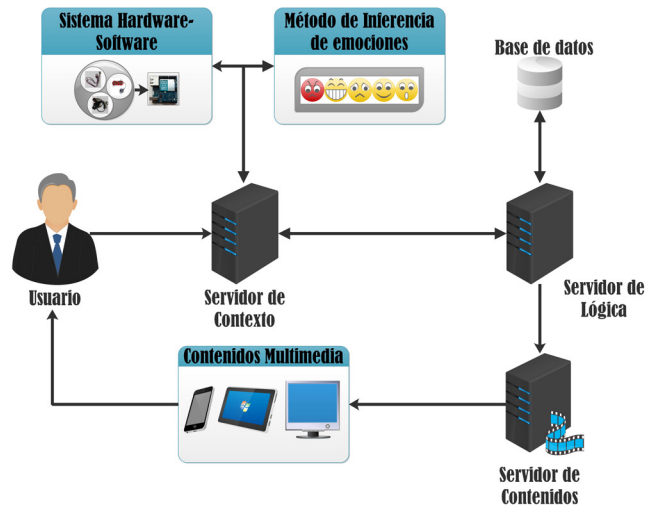 Sistema Hardware-
Software
Método de Inferencia
de emociones
Base de datos
Usuario
Servidor de
Contexto
Servidor de
Lógica
Contenidos Multimedia
Servidor de
Contenidos